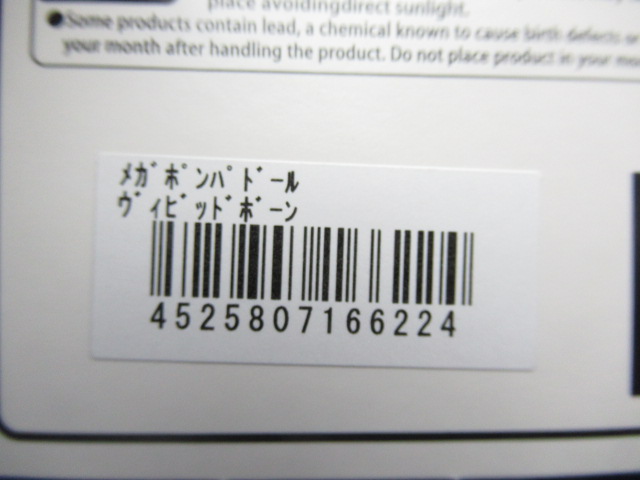 place avoidingdirect sunlight.
●Some products contain lead, a chemical known to cause birth defects or
your month after handling the product. Do not place product in your
ﾒｶﾞﾎﾟﾝﾊﾟﾄﾞｰﾙ
ｳﾞｨﾋﾞｯﾄﾞﾎﾞｰﾝ
4525807166224